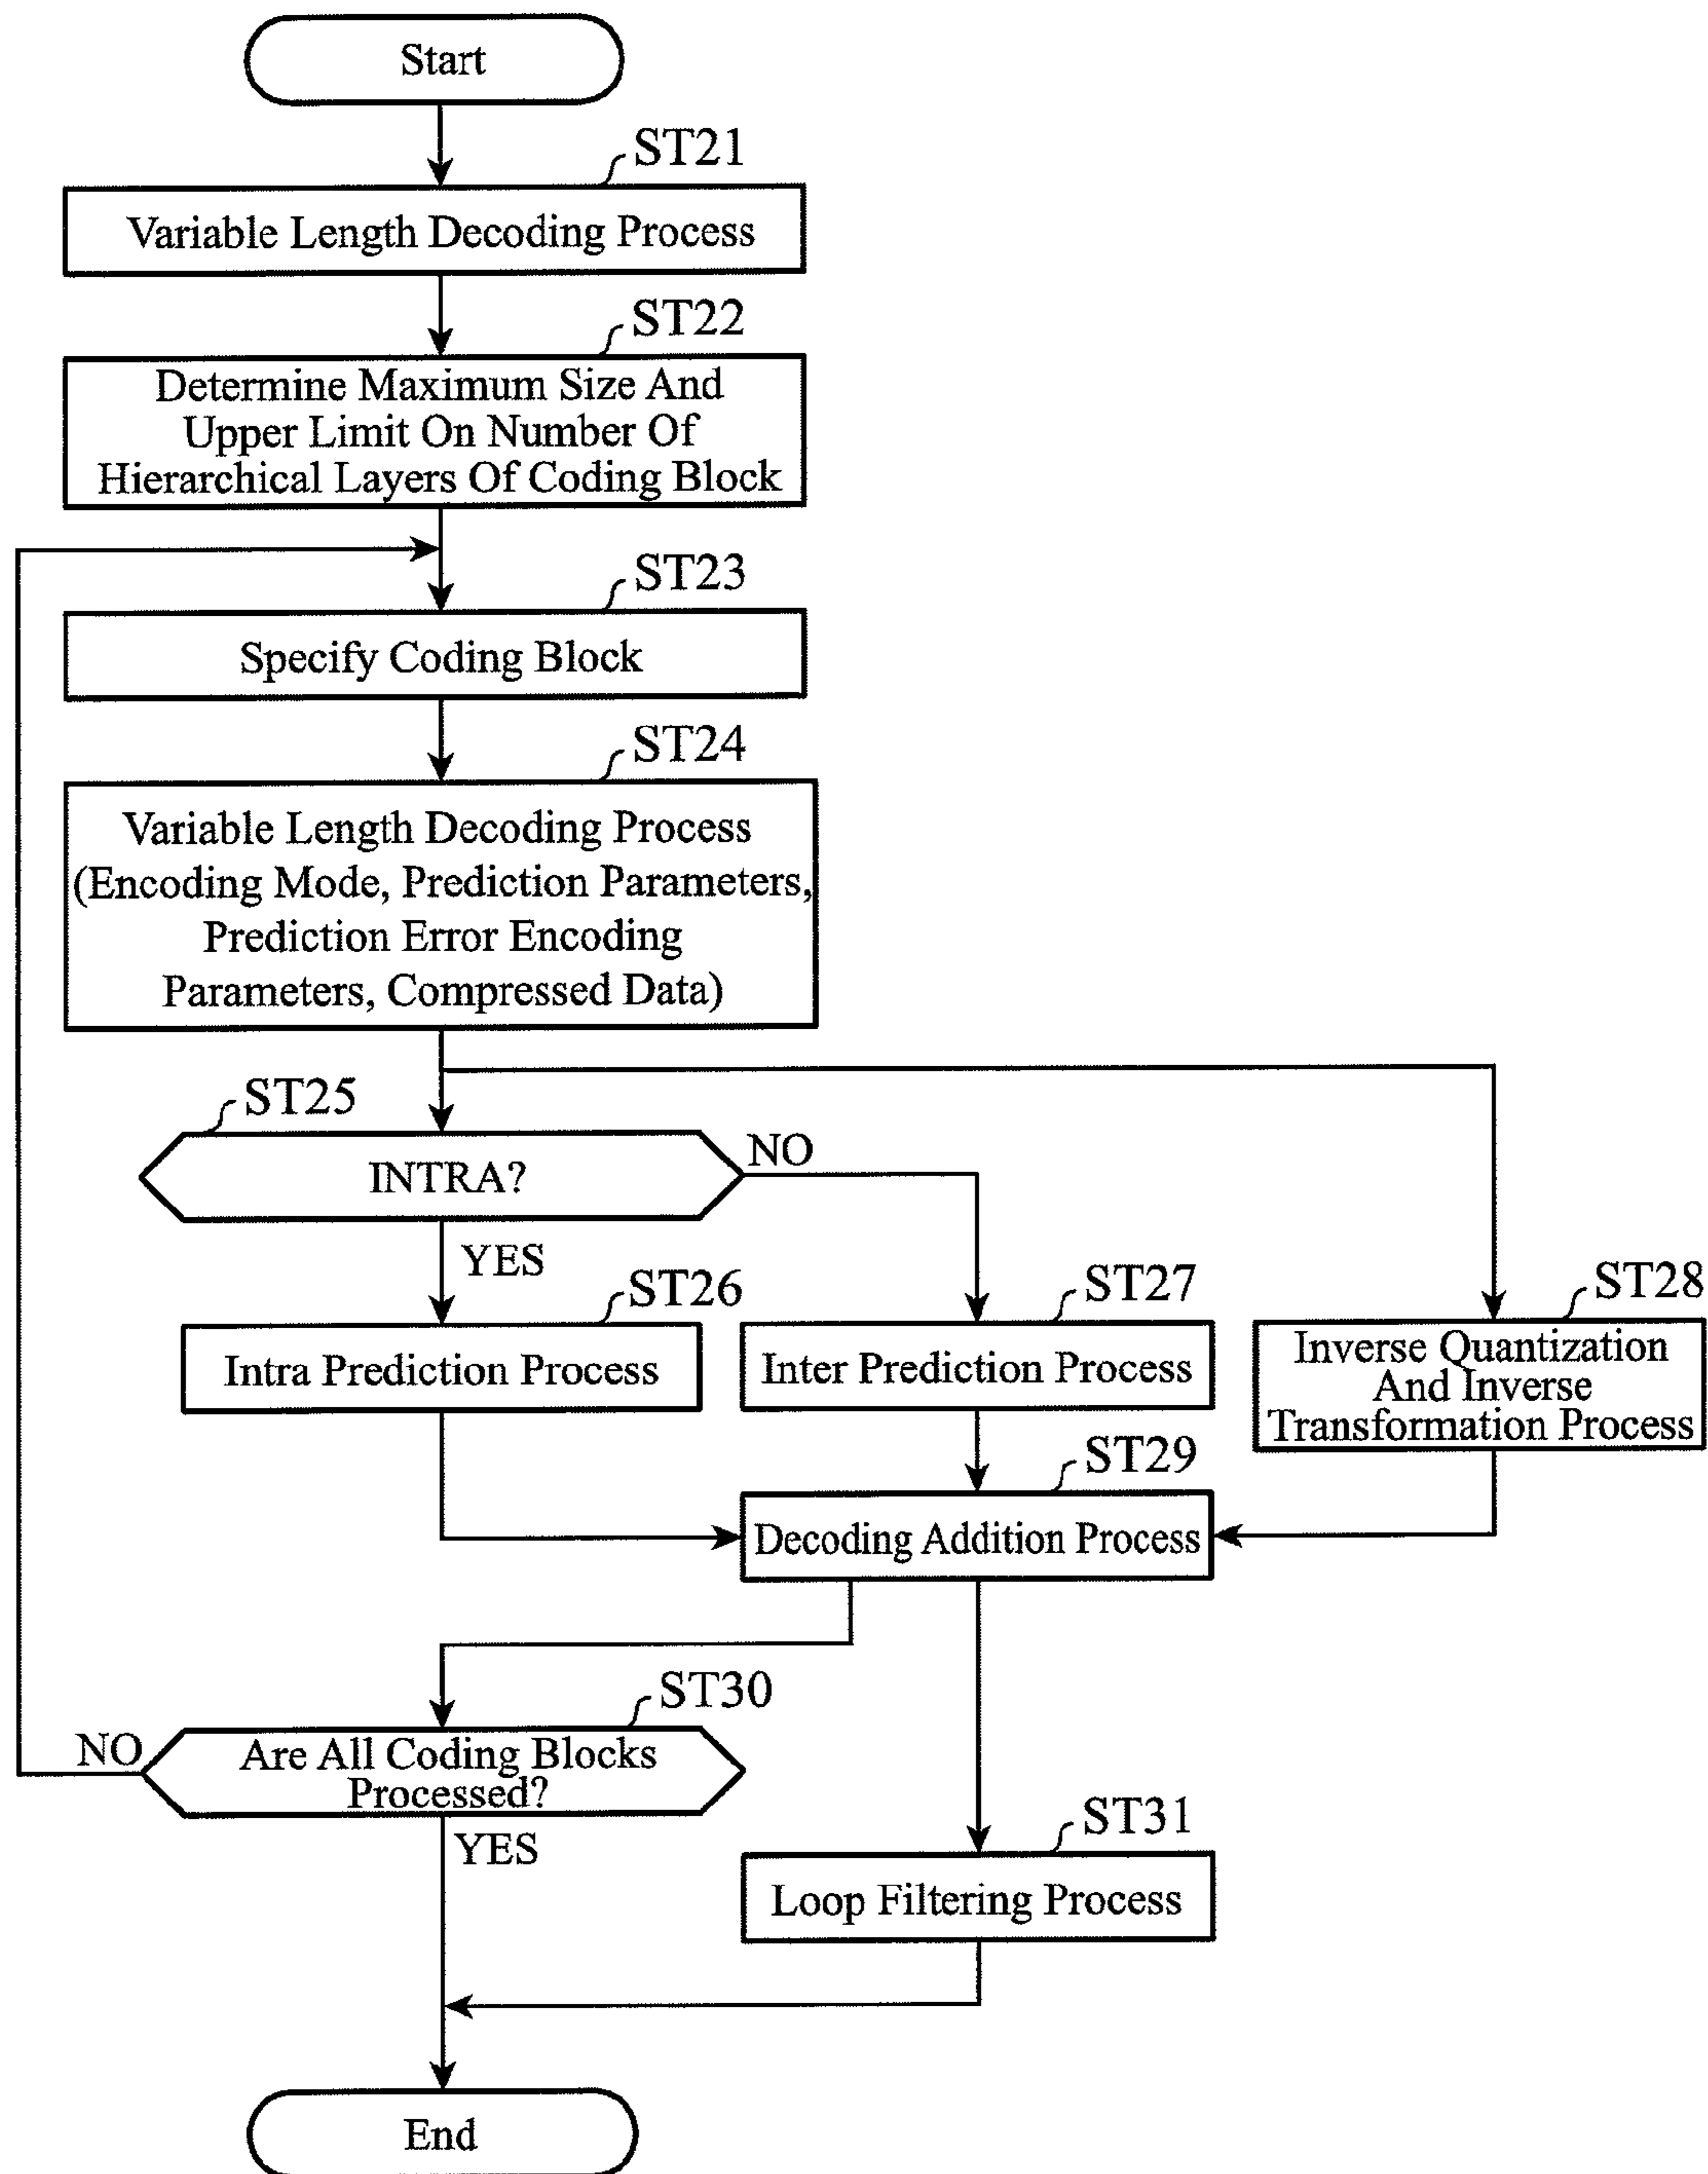 Start
ST21
Variable Length Decoding Process
ST22
Determine Maximum Size And
Upper Limit On Number Of
Hierarchical Layers Of Coding Block
ST23
Specify Coding Block
ST24
Variable Length Decoding Process
(Encoding Mode, Prediction Parameters,
Prediction Error Encoding
Parameters, Compressed Data)
ST25
INTRA?
NO
YES
ST26
Intra Prediction Process
ST27
Inter Prediction Process
ST28
Inverse Quantization
And Inverse
Transformation Process
ST29
Decoding Addition Process
ST30
Are All Coding Blocks
Processed?
NO
YES
ST31
Loop Filtering Process
End